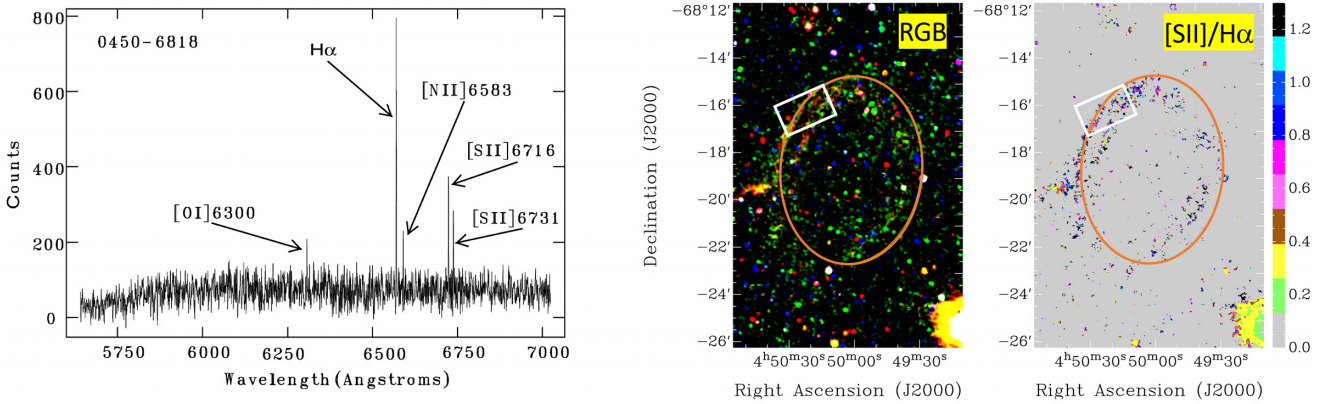 800
600
400
200
0
Counts
0450-6818
Hα
[NII]6583
[SII]6716
[OI]6300
[SII]6731
5750 6000 6250 6500 6750 7000
Wavelength(Angstroms)
−68°12′
−14′
−16′
−18′
−20′
−22′
−24′
−26′
Declination (J2000)
RGB
4ʰ50ᵐ30ˢ 50ᵐ00ˢ 49ᵐ30ˢ
Right Ascension (J2000)
−68°12′
−14′
−16′
−18′
−20′
−22′
−24′
−26′
[SII]/Hα
4ʰ50ᵐ30ˢ 50ᵐ00ˢ 49ᵐ30ˢ
Right Ascension (J2000)
1.2
1.0
0.8
0.6
0.4
0.2
0.0